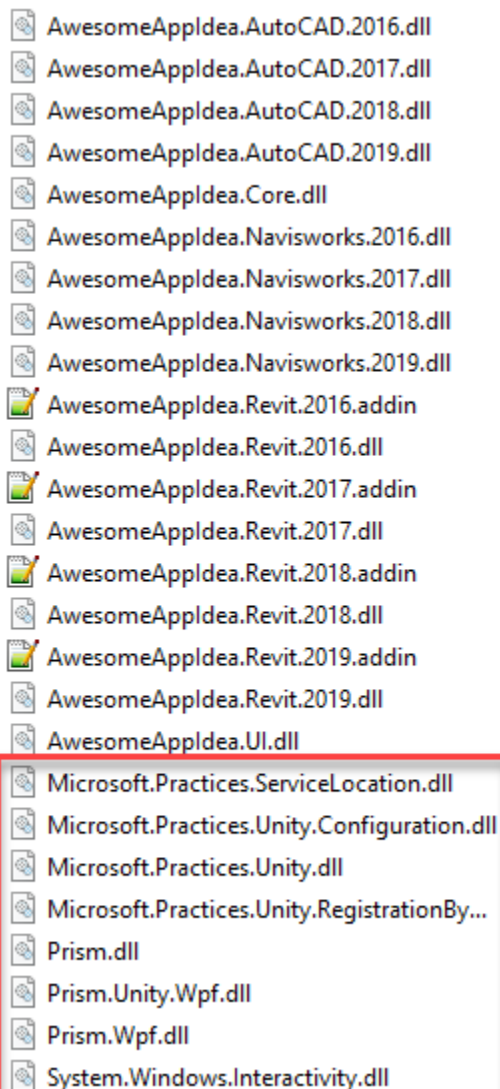 AwesomeAppIdea.AutoCAD.2016.dll
AwesomeAppIdea.AutoCAD.2017.dll
AwesomeAppIdea.AutoCAD.2018.dll
AwesomeAppIdea.AutoCAD.2019.dll
AwesomeAppIdea.Core.dll
AwesomeAppIdea.Navisworks.2016.dll
AwesomeAppIdea.Navisworks.2017.dll
AwesomeAppIdea.Navisworks.2018.dll
AwesomeAppIdea.Navisworks.2019.dll
AwesomeAppIdea.Revit.2016.addin
AwesomeAppIdea.Revit.2016.dll
AwesomeAppIdea.Revit.2017.addin
AwesomeAppIdea.Revit.2017.dll
AwesomeAppIdea.Revit.2018.addin
AwesomeAppIdea.Revit.2018.dll
AwesomeAppIdea.Revit.2019.addin
AwesomeAppIdea.Revit.2019.dll
AwesomeAppIdea.UI.dll
Microsoft.Practices.ServiceLocation.dll
Microsoft.Practices.Unity.Configuration.dll
Microsoft.Practices.Unity.dll
Microsoft.Practices.Unity.RegistrationBy...
Prism.dll
Prism.Unity.Wpf.dll
Prism.Wpf.dll
System.Windows.Interactivity.dll